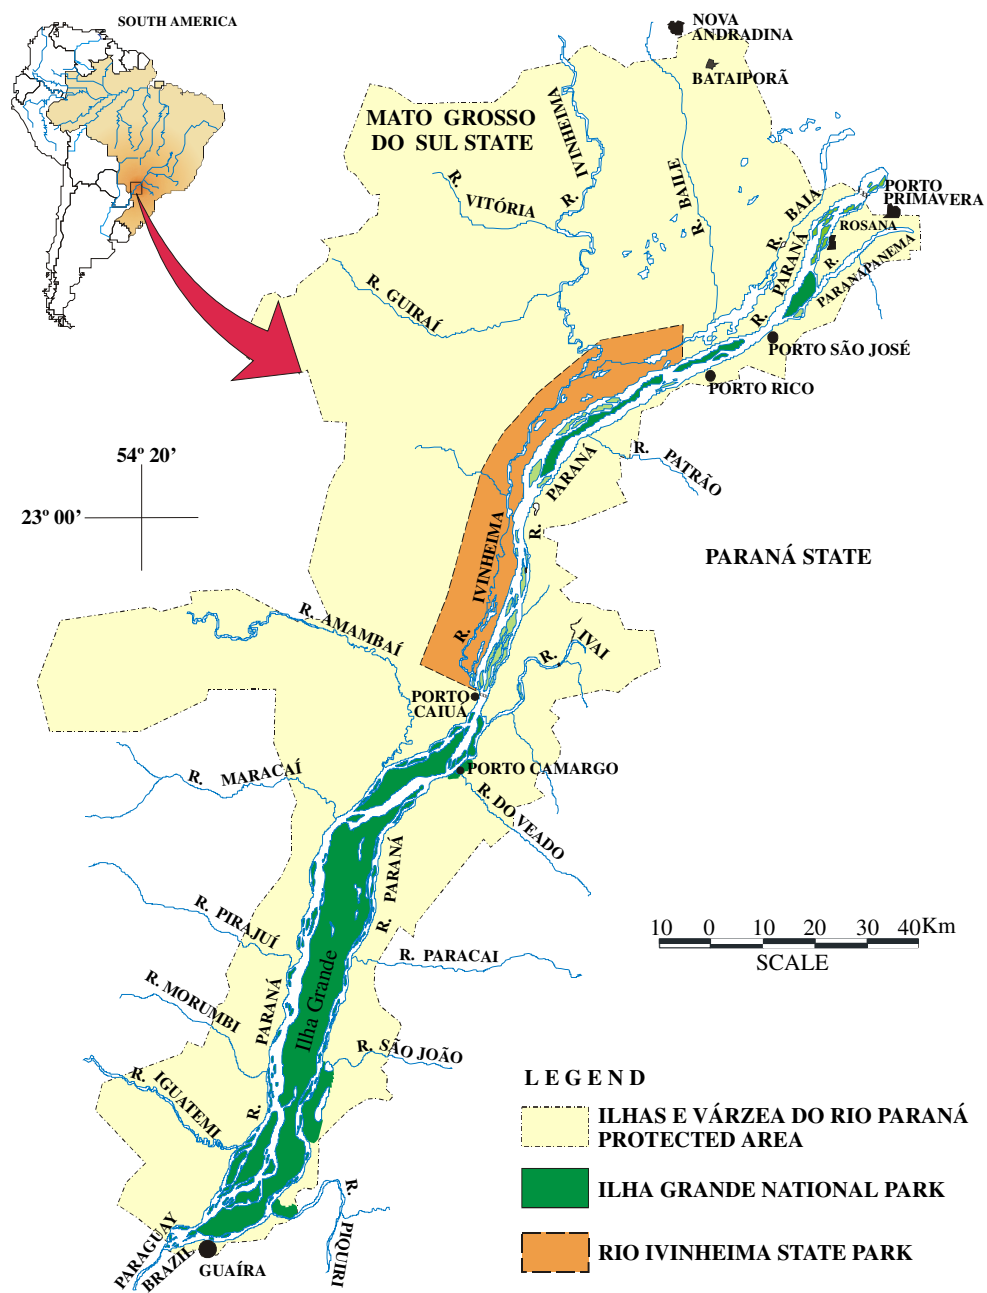 SOUTH AMERICA
NOVA
ANDRADINA
BATAIPORÃ
MATO GROSSO
DO SUL STATE
R. IVINHEIMA
R. VITÓRIA
R. BAILE
R. BAIA
PORTO
PRIMAVERA
ROSANA
R. PARANÁ
R. PARANAPANEMA
R. GUIRAÍ
PORTO SÃO JOSÉ
PORTO RICO
R. PATRÃO
R. PARANÁ
54º 20’
23º 00’
PARANÁ STATE
R. IVINHEIMA
R. AMAMBAÍ
R. IVAI
PORTO
CAIUÁ
PORTO CAMARGO
R. MARACAÍ
R. DO VEADO
R. PARANÁ
R. PIRAJUÍ
R. PARACAI
10 0 10 20 30 40Km
SCALE
Ilha Grande
R. MORUMBI
R. PARANÁ
R. SÃO JOÃO
R. IGUATEMI
R. PIQUIRI
PARAGUAY
BRAZIL
GUAÍRA
LEGEND
ILHAS E VÁRZEA DO RIO PARANÁ
PROTECTED AREA
ILHA GRANDE NATIONAL PARK
RIO IVINHEIMA STATE PARK